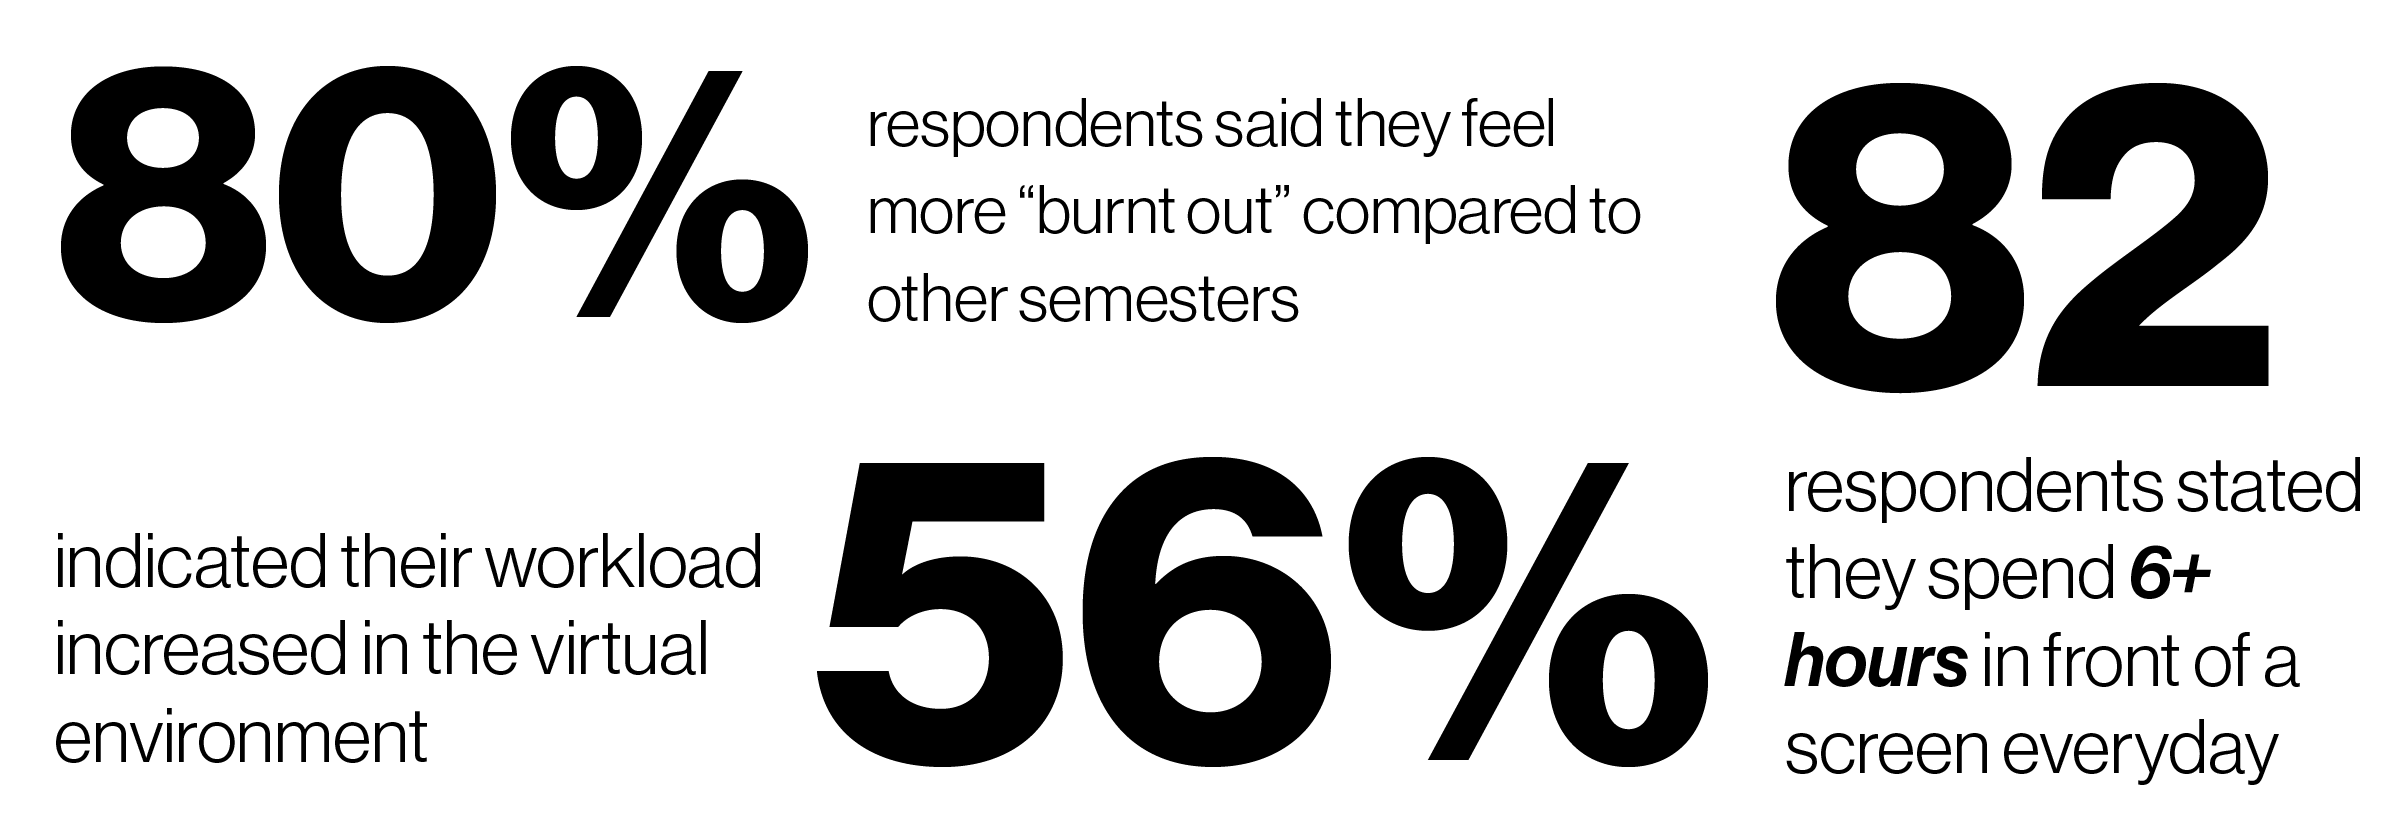 80%
respondents said they feel
more “burnt out” compared to
other semesters
indicated their workload
increased in the virtual
environment
56%
82
respondents stated
they spend 6+
hours in front of a
screen everyday